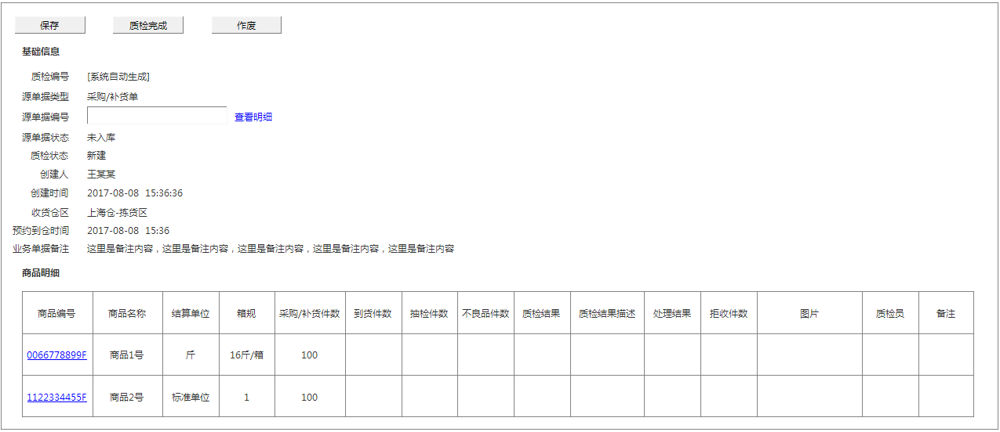 保存 质检完成 作废
基础信息
质检编号 [系统自动生成]
源单据类型 采购/补货单
源单据编号 查看明细
源单据状态 未入库
质检状态 新建
创建人 王某某
创建时间 2017-08-08 15:36:36
收货仓区 上海仓-拣货区
预约到仓时间 2017-08-08 15:36
业务单据备注 这里是备注内容，这里是备注内容，这里是备注内容，这里是备注内容，这里是备注内容
商品明细
商品编号 商品名称 结算单位 箱规 采购/补货件数 到货件数 抽检件数 不良品件数 质检结果 质检结果描述 处理结果 拒收件数 图片 质检员 备注
0066778899F 商品1号 斤 16斤/箱 100
1122334455F 商品2号 标准单位 1 100